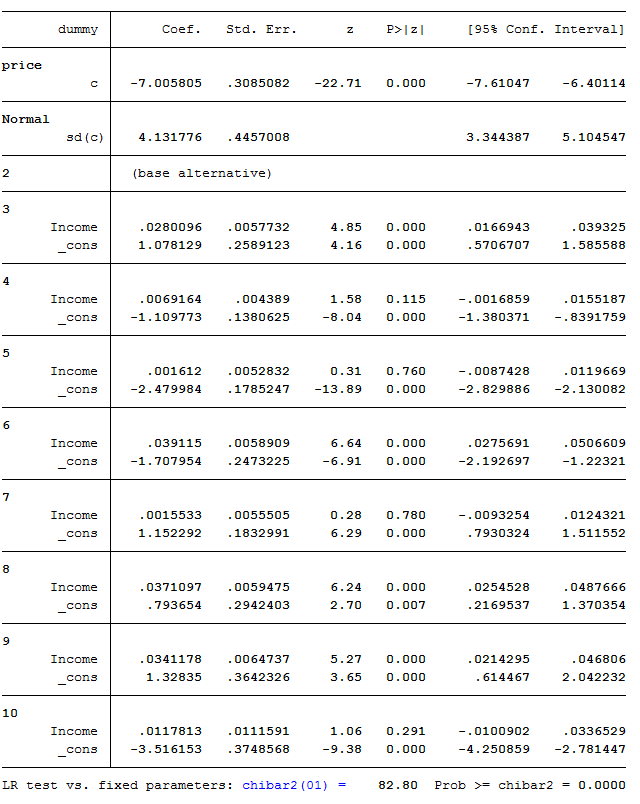 dummy Coef. Std. Err. z P>|z| [95% Conf. Interval]
price
c -7.005805 .3085082 -22.71 0.000 -7.61047 -6.40114
Normal
sd(c) 4.131776 .4457008 3.344387 5.104547
2 (base alternative)
3
Income .0280096 .0057732 4.85 0.000 .0166943 .039325
_cons 1.078129 .2589123 4.16 0.000 .5706707 1.585588
4
Income .0069164 .004389 1.58 0.115 -.0016859 .0155187
_cons -1.109773 .1380625 -8.04 0.000 -1.380371 -.8391759
5
Income .001612 .0052832 0.31 0.760 -.0087428 .0119669
_cons -2.479984 .1785247 -13.89 0.000 -2.829886 -2.130082
6
Income .039115 .0058909 6.64 0.000 .0275691 .0506609
_cons -1.707954 .2473225 -6.91 0.000 -2.192697 -1.22321
7
Income .0015533 .0055505 0.28 0.780 -.0093254 .0124321
_cons 1.152292 .1832991 6.29 0.000 .7930324 1.511552
8
Income .0371097 .0059475 6.24 0.000 .0254528 .0487666
_cons .793654 .2942403 2.70 0.007 .2169537 1.370354
9
Income .0341178 .0064737 5.27 0.000 .0214295 .046806
_cons 1.32835 .3642326 3.65 0.000 .614467 2.042232
10
Income .0117813 .0111591 1.06 0.291 -.0100902 .0336529
_cons -3.516153 .3748568 -9.38 0.000 -4.250859 -2.781447
LR test vs. fixed parameters: chibar2(01) = 82.80 Prob >= chibar2 = 0.0000